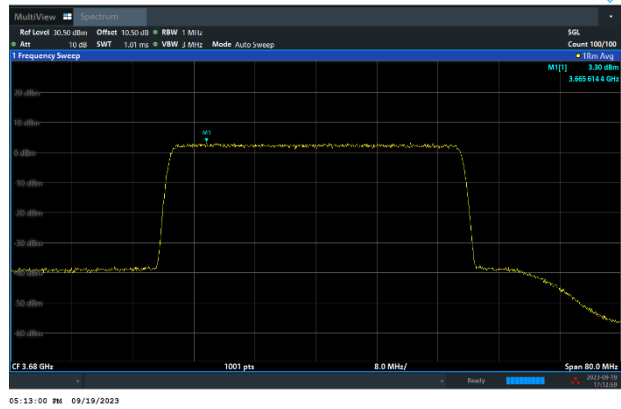 MultiView Spectrum
Ref Level 30.50 dBm Offset 10.50 dB RBW 1 MHz SGL
Att 10 dB SWT 1.01 ms VBW 3 MHz Mode Auto Sweep Count 100/100
1 Frequency Sweep 1Rm Avg
M1[1] 3.30 dBm
3.665 614 4 GHz
20 dBm
10 dBm
M1
0 dBm
-10 dBm
-20 dBm
-30 dBm
-40 dBm
-50 dBm
-60 dBm
CF 3.68 GHz 1001 pts 8.0 MHz/ Span 80.0 MHz
Ready 2023-09-19
17:12:59
05:13:00 PM 09/19/2023